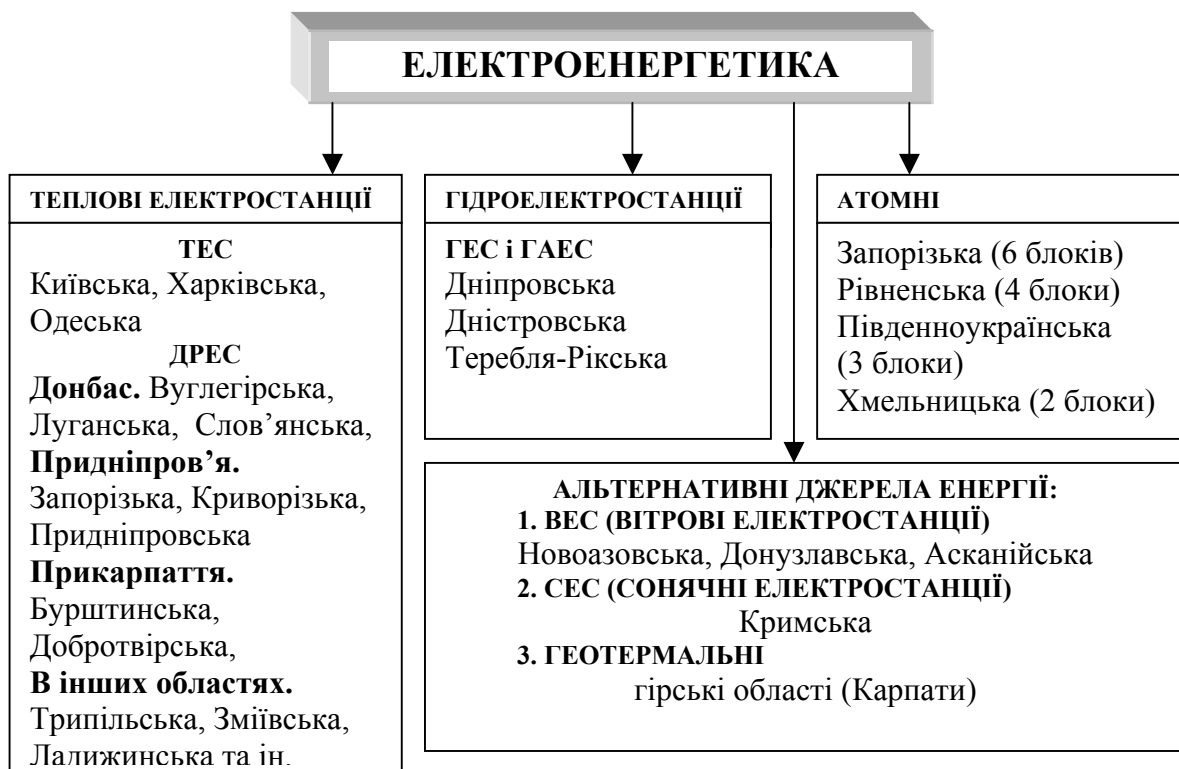 ЕЛЕКТРОЕНЕРГЕТИКА
ТЕПЛОВІ ЕЛЕКТРОСТАНЦІЇ
ТЕС
Київська, Харківська,
Одеська
ДРЕС
Донбас. Вуглегірська,
Луганська, Слов’янська,
Придніпров’я.
Запорізька, Криворізька,
Придніпровська
Прикарпаття.
Бурштинська,
Добротвірська,
В інших областях.
Трипільська, Зміївська,
Ладижинська та ін.
ГІДРОЕЛЕКТРОСТАНЦІЇ
ГЕС і ГАЕС
Дніпровська
Дністровська
Теребля-Рікська
АТОМНІ
Запорізька (6 блоків)
Рівненська (4 блоки)
Південноукраїнська
(3 блоки)
Хмельницька (2 блоки)
АЛЬТЕРНАТИВНІ ДЖЕРЕЛА ЕНЕРГІЇ:
1. ВЕС (ВІТРОВІ ЕЛЕКТРОСТАНЦІЇ)
Новоазовська, Донузлавська, Асканійська
2. СЕС (СОНЯЧНІ ЕЛЕКТРОСТАНЦІЇ)
Кримська
3. ГЕОТЕРМАЛЬНІ
гірські області (Карпати)